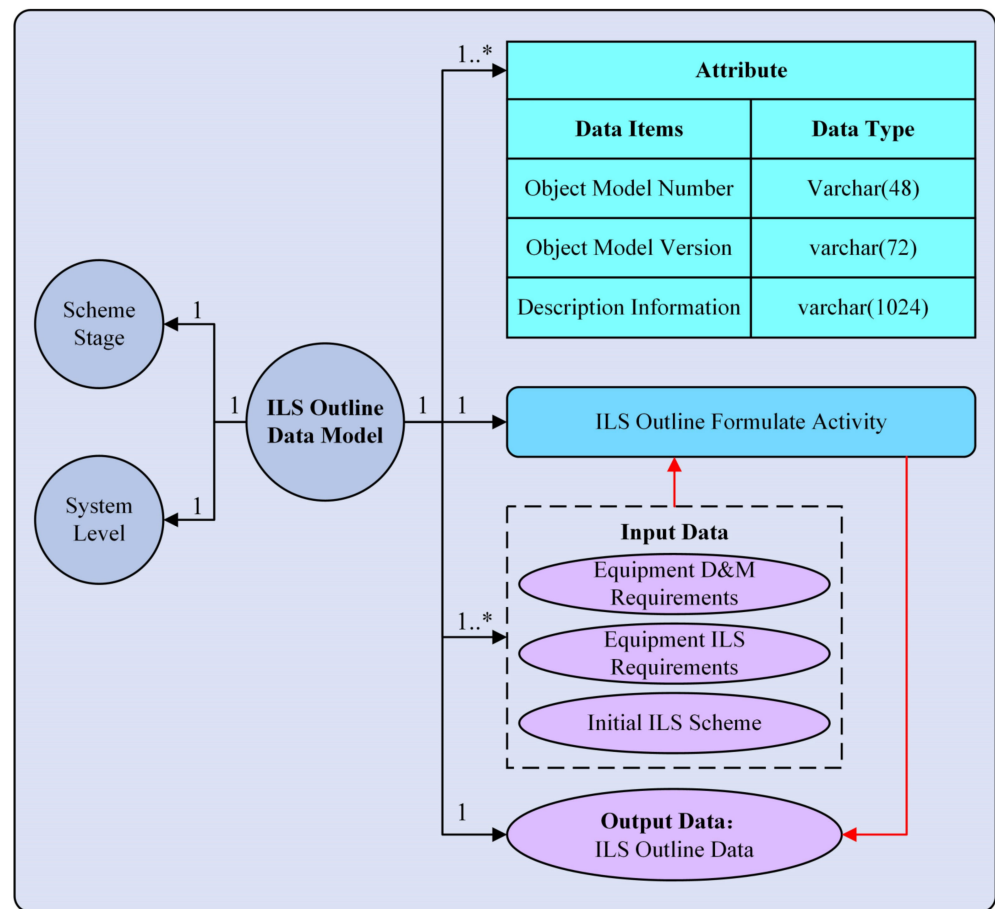 1..*
Attribute
Data Items
Data Type
Object Model Number
Varchar(48)
Object Model Version
varchar(72)
Description Information
varchar(1024)
Scheme
Stage
1
System
Level
1
1
ILS Outline
Data Model
1
1
ILS Outline Formulate Activity
1..*
Input Data
Equipment D&M
Requirements
Equipment ILS
Requirements
Initial ILS Scheme
1
Output Data:
ILS Outline Data